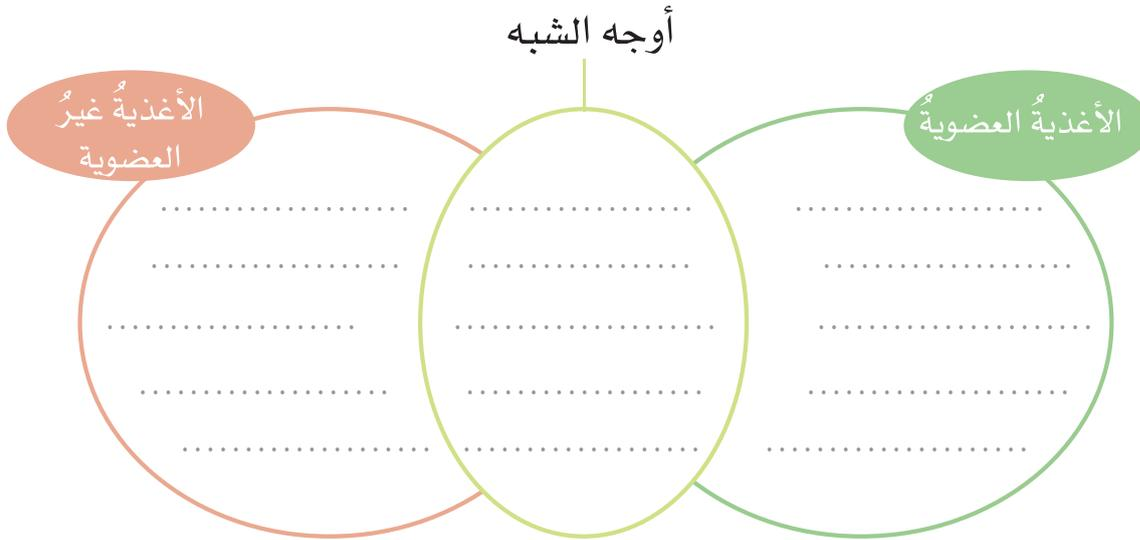 أوجه الشبه
الأغذيةُ العضويةُ
الأغذيةُ غيرُ
العضوية
...................  .................  ...................
...................  .................  ...................
...................  .....................  ......................
...................  ...................  .....................
....................  ...................  .....................